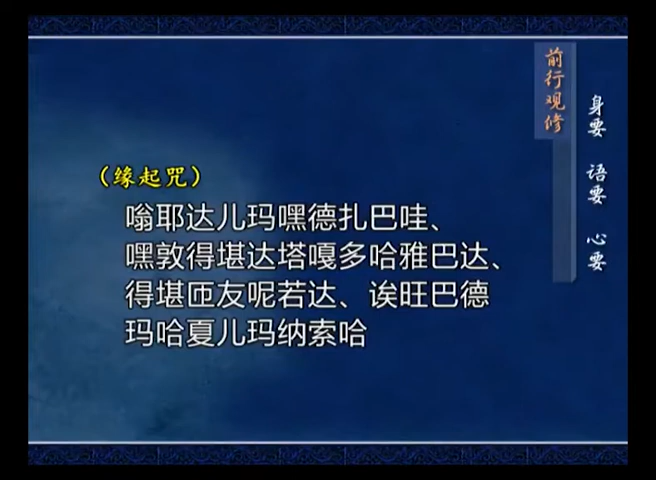 前行观修
身要 语要 心要
（缘起咒）
嗡耶达儿玛嘿德扎巴哇、
嘿敦得堪达塔嘎多哈雅巴达、
得堪匝友呢若达、诶旺巴德
玛哈夏儿玛纳索哈